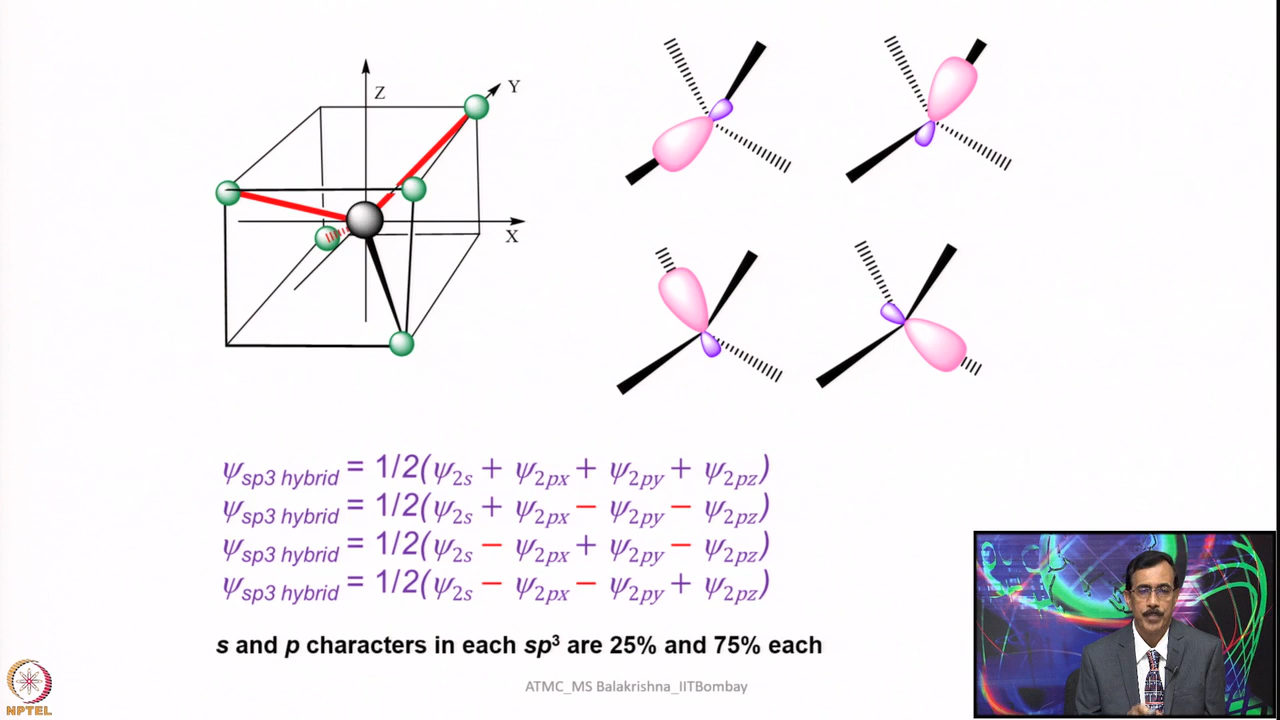 Z
Y
X
ψsp3 hybrid = 1/2(ψ2s + ψ2px + ψ2py + ψ2pz)
ψsp3 hybrid = 1/2(ψ2s + ψ2px − ψ2py − ψ2pz)
ψsp3 hybrid = 1/2(ψ2s − ψ2px + ψ2py − ψ2pz)
ψsp3 hybrid = 1/2(ψ2s − ψ2px − ψ2py + ψ2pz)
s and p characters in each sp³ are 25% and 75% each
ATMC_MS Balakrishna_IITBombay
NPTEL